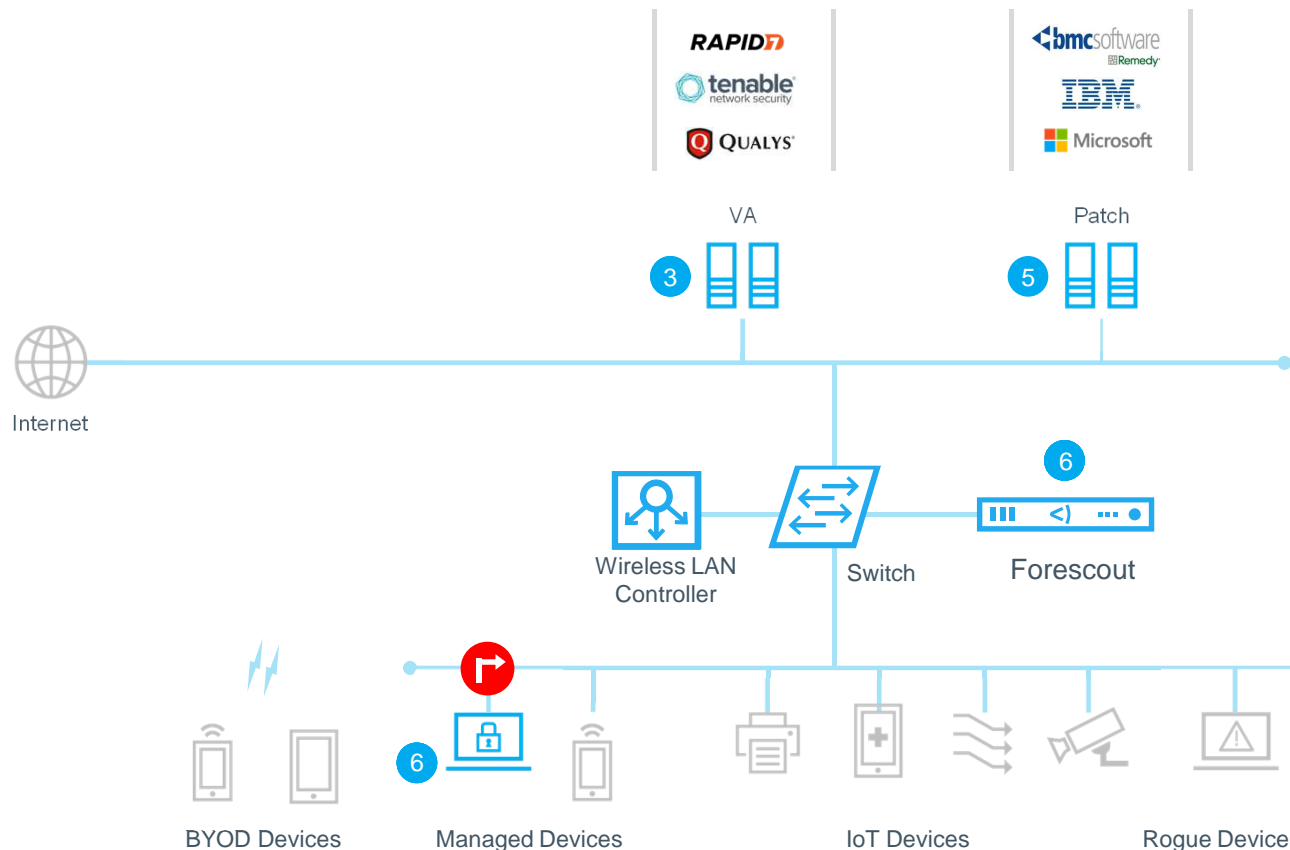 RAPID7
tenable
network security
QUALYS
bmcsoftware
Remedy
IBM
Microsoft
VA
Patch
3
5
Internet
6
Wireless LAN
Controller
Switch
Forescout
6
BYOD Devices
Managed Devices
IoT Devices
Rogue Device